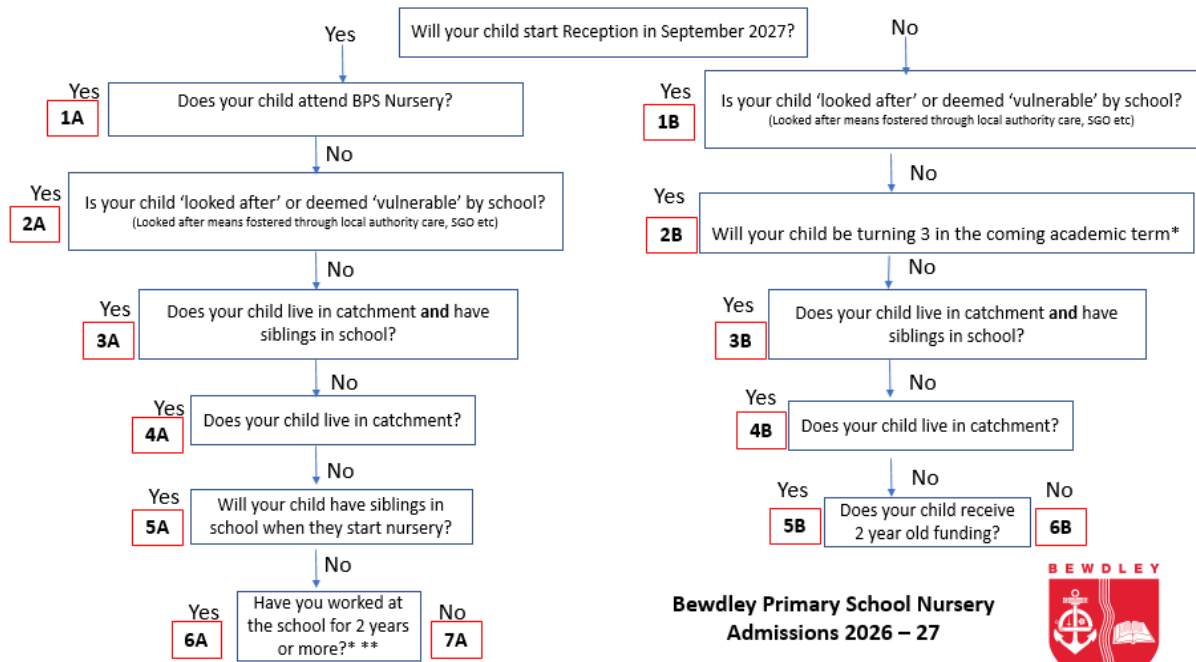 Will your child start Reception in September 2027?
Yes
No
Yes
1A
Does your child attend BPS Nursery?
No
Yes
2A
Is your child ‘looked after’ or deemed ‘vulnerable’ by school?
(Looked after means fostered through local authority care, SGO etc)
No
Yes
3A
Does your child live in catchment and have
siblings in school?
No
Yes
4A
Does your child live in catchment?
No
Yes
5A
Will your child have siblings in
school when they start nursery?
No
Yes
6A
Have you worked at
the school for 2 years
or more?* **
No
7A
Yes
1B
Is your child ‘looked after’ or deemed ‘vulnerable’ by school?
(Looked after means fostered through local authority care, SGO etc)
No
Yes
2B
Will your child be turning 3 in the coming academic term*
No
Yes
3B
Does your child live in catchment and have
siblings in school?
No
Yes
4B
Does your child live in catchment?
No
Yes
5B
Does your child receive
2 year old funding?
No
6B
Bewdley Primary School Nursery
Admissions 2026 – 27
BEWDLEY